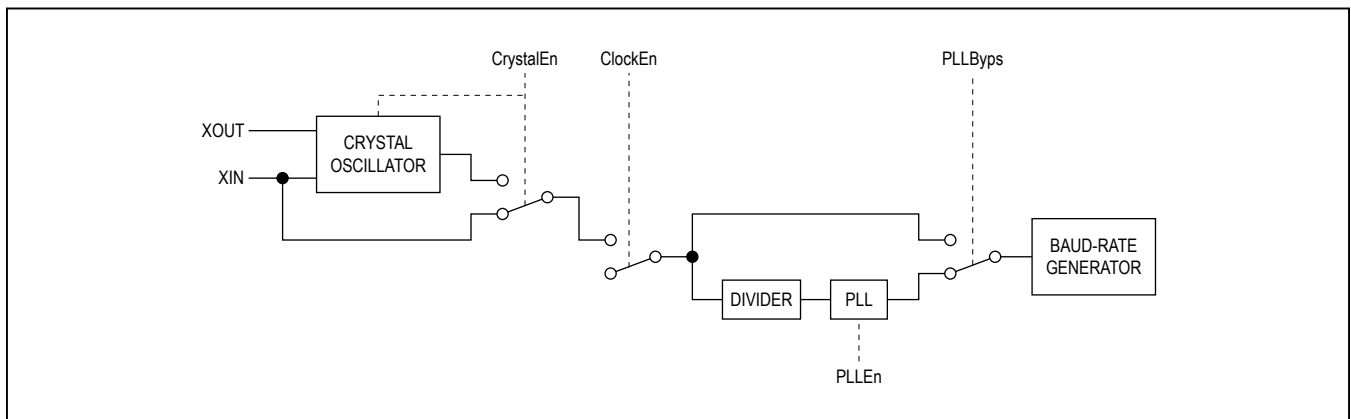 CrystalEn
ClockEn
PLLByps
XOUT
XIN
CRYSTAL
OSCILLATOR
BAUD-RATE
GENERATOR
DIVIDER
PLL
PLLEn